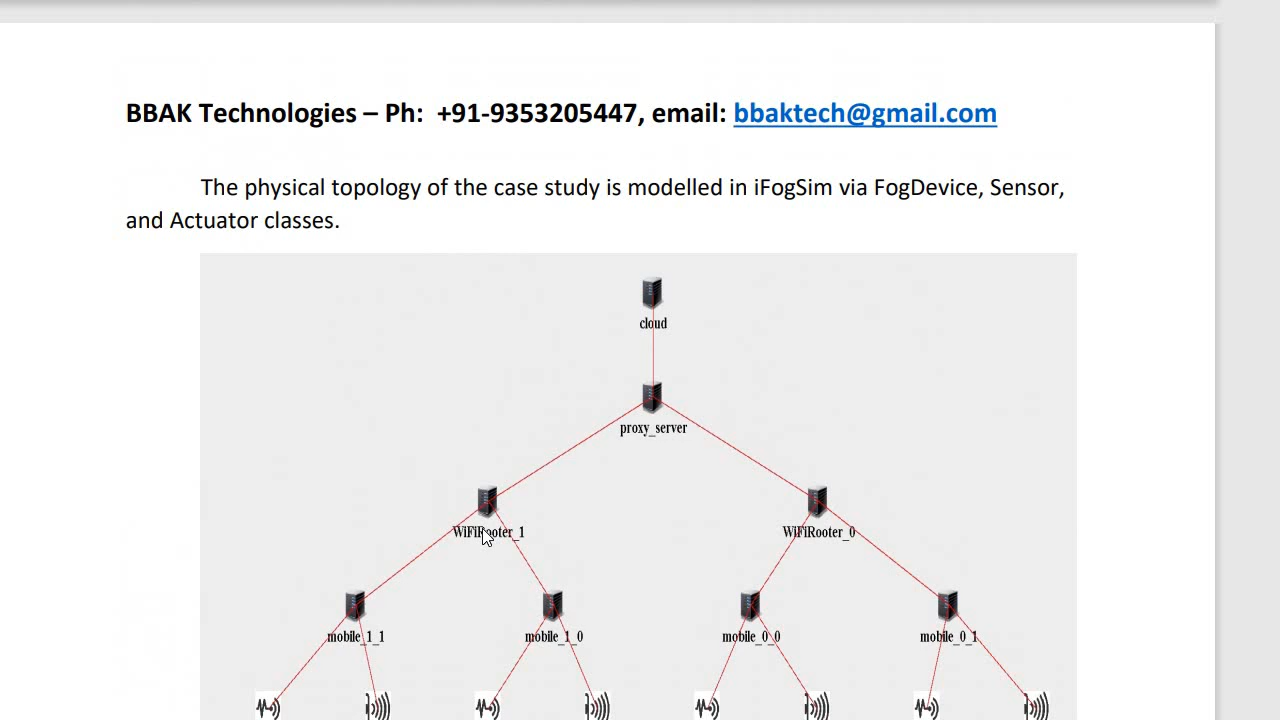 BBAK Technologies – Ph:  +91-9353205447, email: bbaktech@gmail.com
The physical topology of the case study is modelled in iFogSim via FogDevice, Sensor,
and Actuator classes.
cloud
proxy_server
WiFiRooter_1 WiFiRooter_0
mobile_1_1 mobile_1_0 mobile_0_0 mobile_0_1